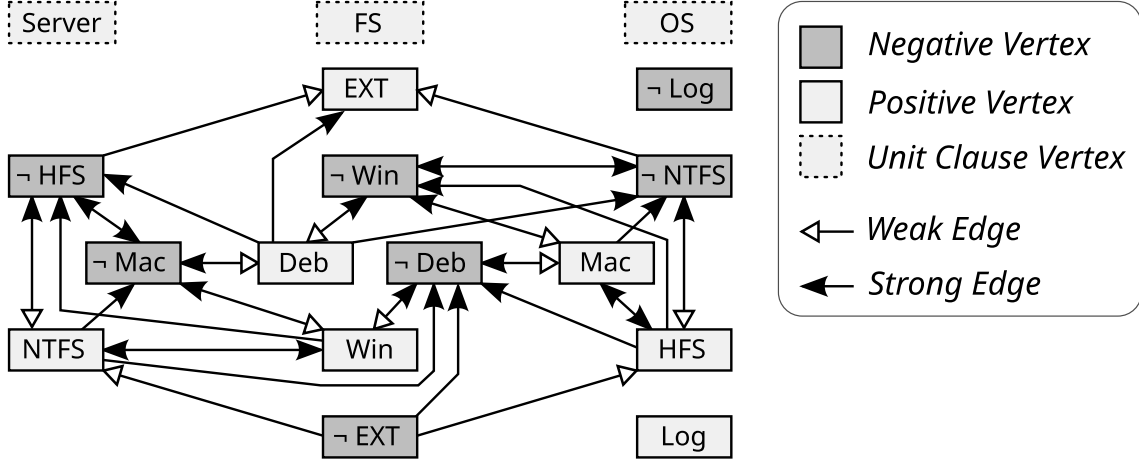 Server FS OS
EXT ¬ Log
¬ HFS ¬ Win ¬ NTFS
¬ Mac Deb ¬ Deb Mac
NTFS Win HFS
¬ EXT Log
Negative Vertex
Positive Vertex
Unit Clause Vertex
Weak Edge
Strong Edge